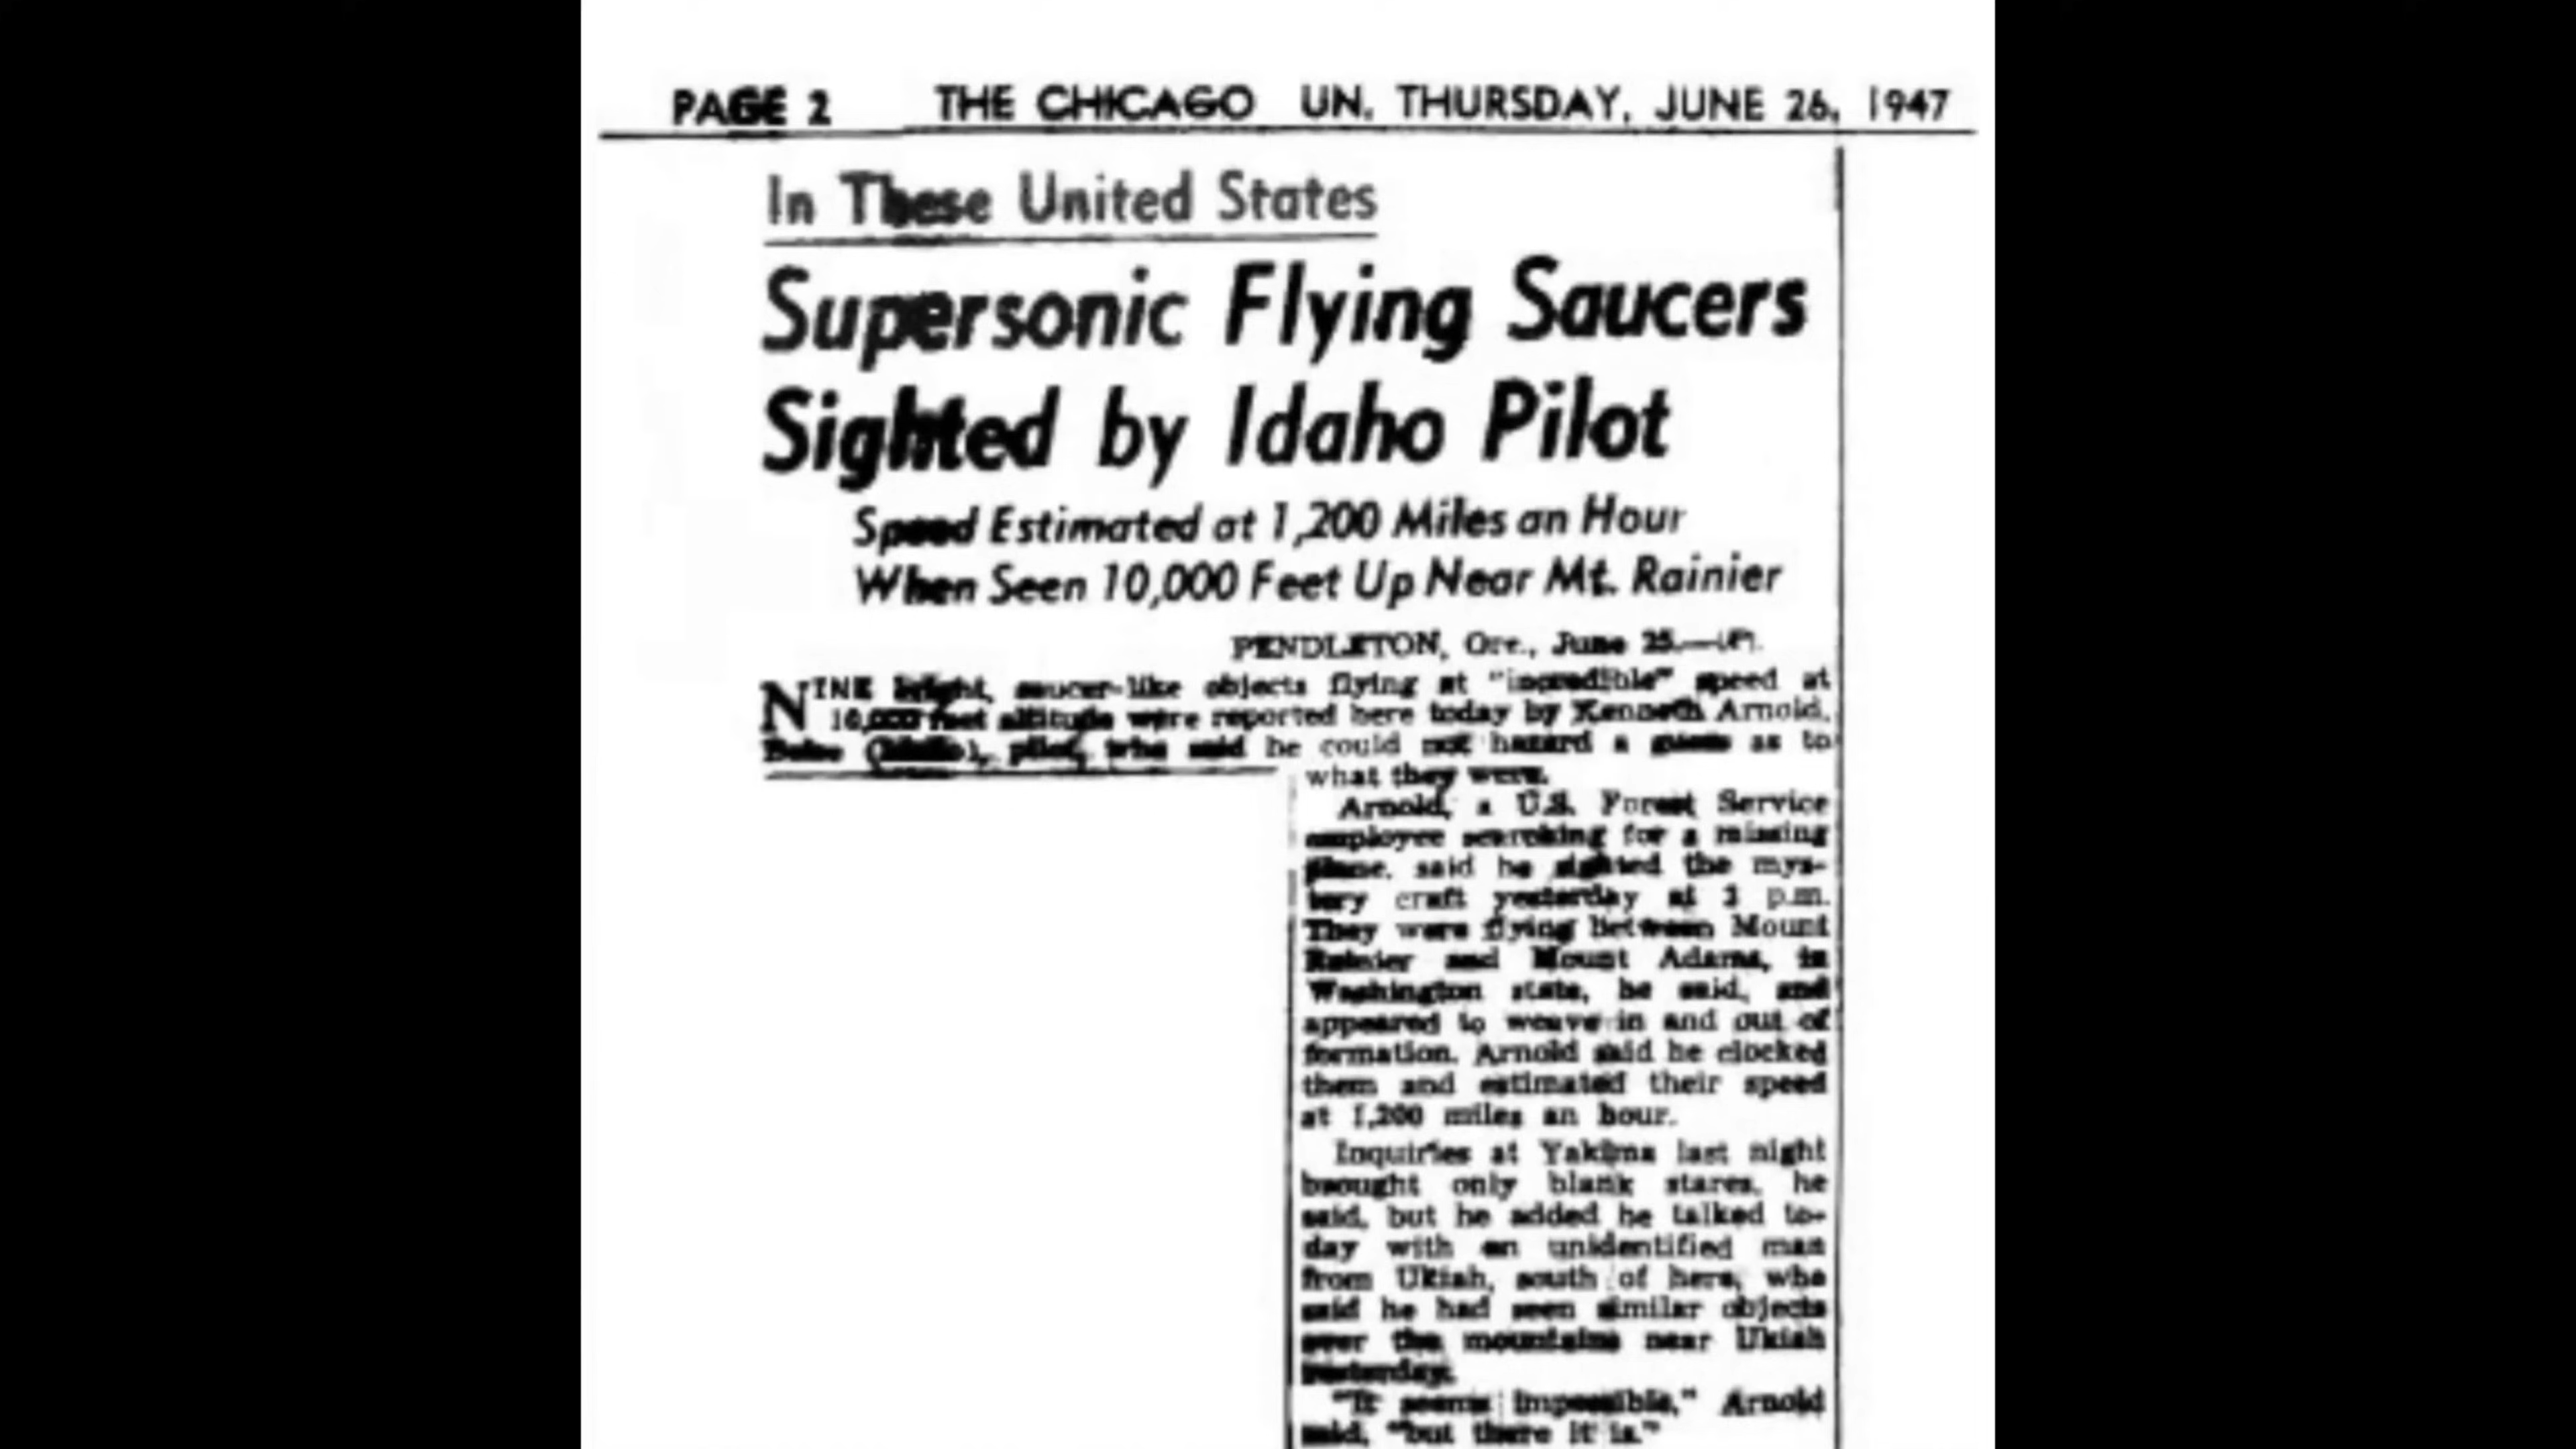 PAGE 2 THE CHICAGO UN, THURSDAY, JUNE 26, 1947
In These United States
Supersonic Flying Saucers
Sighted by Idaho Pilot
Speed Estimated at 1,200 Miles an Hour
When Seen 10,000 Feet Up Near Mt. Rainier
PENDLETON, Ore., June 25.—(AP).
NINE bright, saucer-like objects flying at "incredible" speed at
10,000 feet altitude were reported here today by Kenneth Arnold,
Boise (Idaho), pilot, who said he could not hazard a guess as to
what they were.
Arnold, a U.S. Forest Service
employee searching for a missing
plane, said he sighted the mys-
tery craft yesterday at 3 p.m.
They were flying between Mount
Rainier and Mount Adams, in
Washington state, he said, and
appeared to weave in and out of
formation. Arnold said he clocked
them and estimated their speed
at 1,200 miles an hour.
Inquiries at Yakima last night
brought only blank stares, he
said, but he added he talked to-
day with an unidentified man
from Ukiah, south of here, who
said he had seen similar objects
over the mountains near Ukiah
yesterday.
"It seems impossible," Arnold
said, "but there it is."